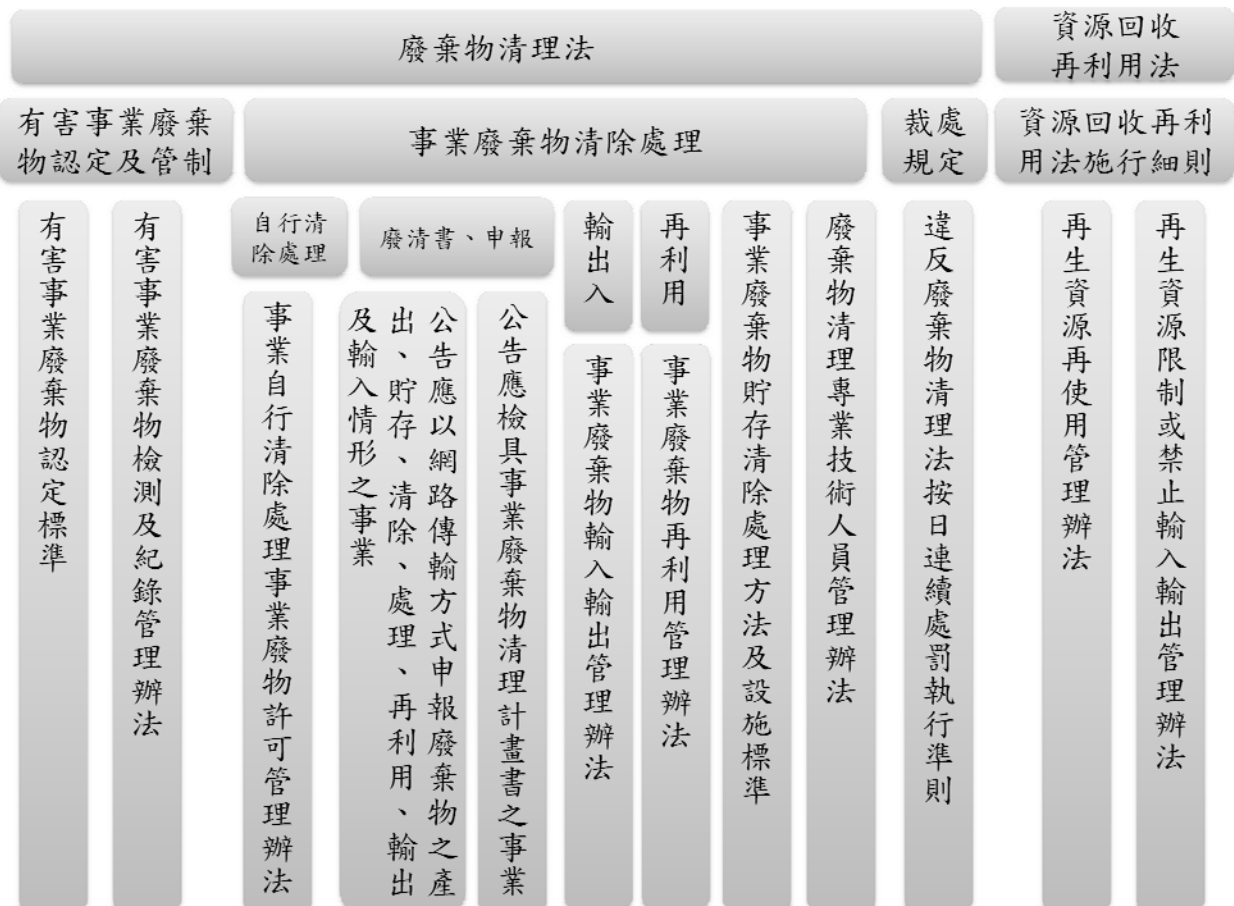 廢棄物清理法
資源回收
再利用法
有害事業廢棄
物認定及管制
事業廢棄物清除處理
裁處
規定
資源回收再利
用法施行細則
有害事業廢棄物認定標準
有害事業廢棄物檢測及紀錄管理辦法
自行清
除處理
事業自行清除處理事業廢物許可管理辦法
廢清書、申報
公告應以網路傳輸方式申報廢棄物之產
出、貯存、清除、處理、再利用、輸出
及輸入情形之事業
公告應檢具事業廢棄物清理計畫書之事業
輸出入
事業廢棄物輸入輸出管理辦法
再利用
事業廢棄物再利用管理辦法
事業廢棄物貯存清除處理方法及設施標準
廢棄物清理專業技術人員管理辦法
違反廢棄物清理法按日連續處罰執行準則
再生資源再使用管理辦法
再生資源限制或禁止輸入輸出管理辦法